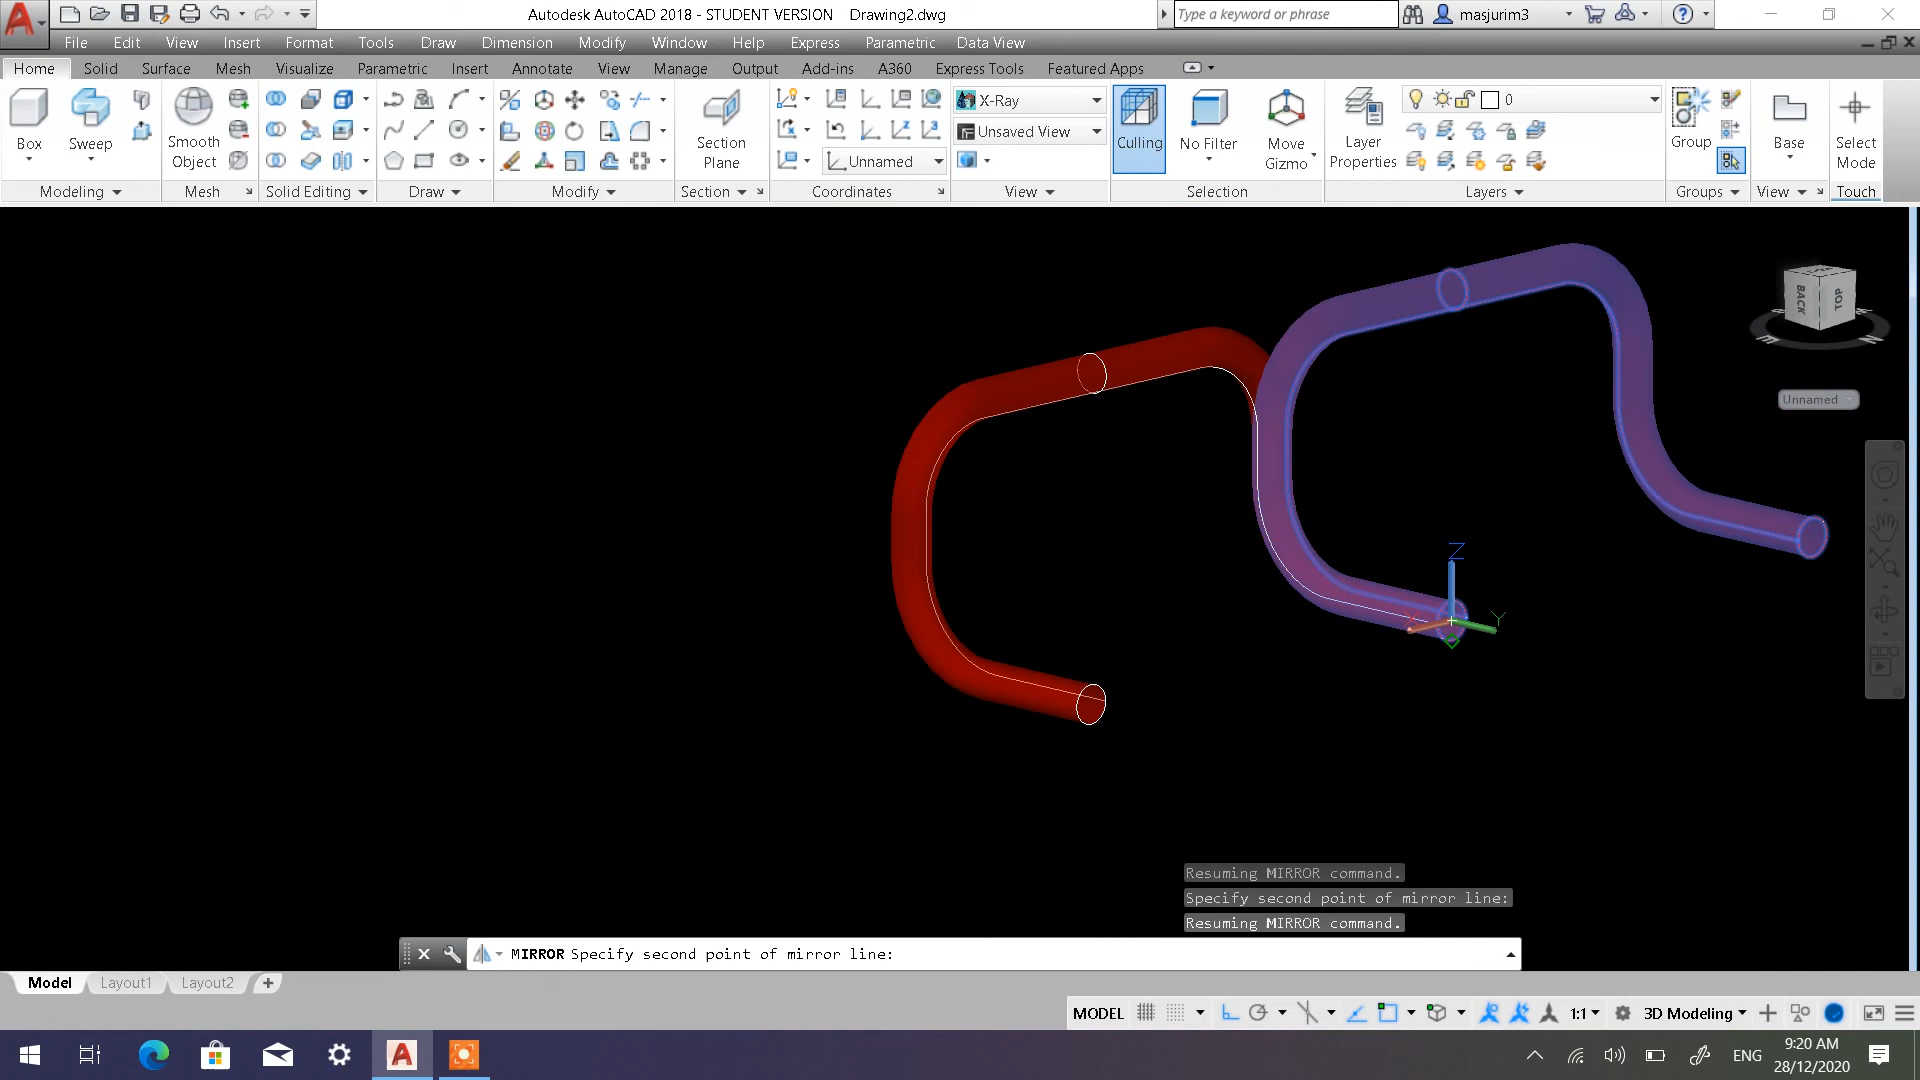 Autodesk AutoCAD 2018 - STUDENT VERSION Drawing2.dwg
Type a keyword or phrase
masjurim3
File Edit View Insert Format Tools Draw Dimension Modify Window Help Express Parametric Data View
Home Solid Surface Mesh Visualize Parametric Insert Annotate View Manage Output Add-ins A360 Express Tools Featured Apps
Box
Sweep
Smooth
Object
Section
Plane
X-Ray
Unsaved View
Unnamed
Culling
No Filter
Move
Gizmo
Layer
Properties
0
Group
Base
Select
Mode
Modeling Mesh Solid Editing Draw Modify Section Coordinates View Selection Layers Groups View Touch
BACK
TOP
N
E
Unnamed
Z
X
Y
Resuming MIRROR command.
Specify second point of mirror line:
Resuming MIRROR command.
MIRROR Specify second point of mirror line:
Model Layout1 Layout2
MODEL 1:1 3D Modeling
ENG
9:20 AM
28/12/2020